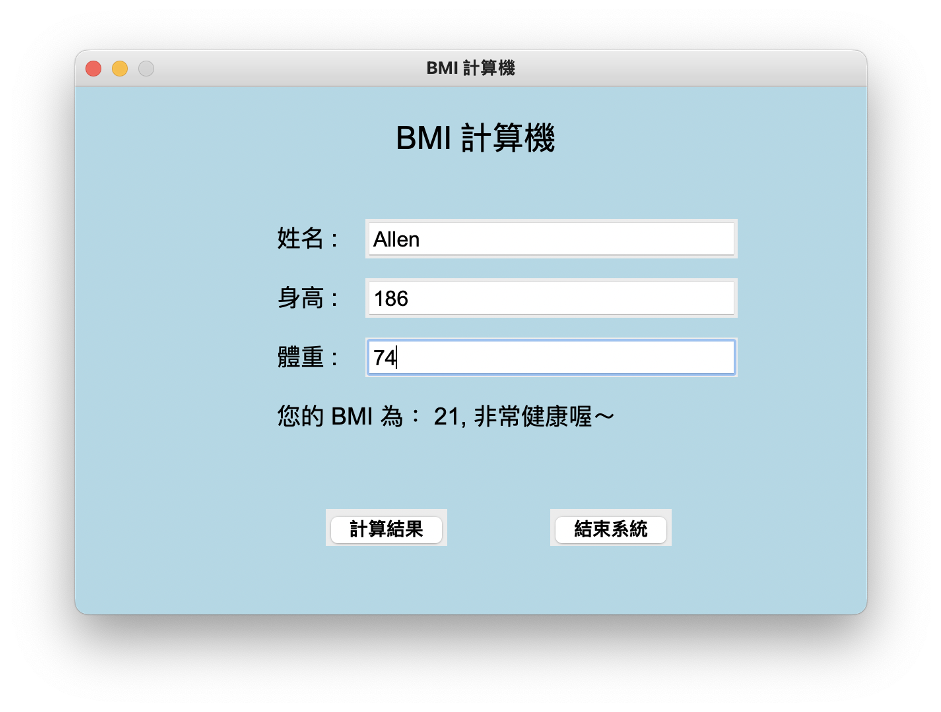 BMI 計算機
BMI 計算機
姓名： Allen
身高： 186
體重： 74
您的 BMI 為： 21, 非常健康喔～
計算結果 結束系統